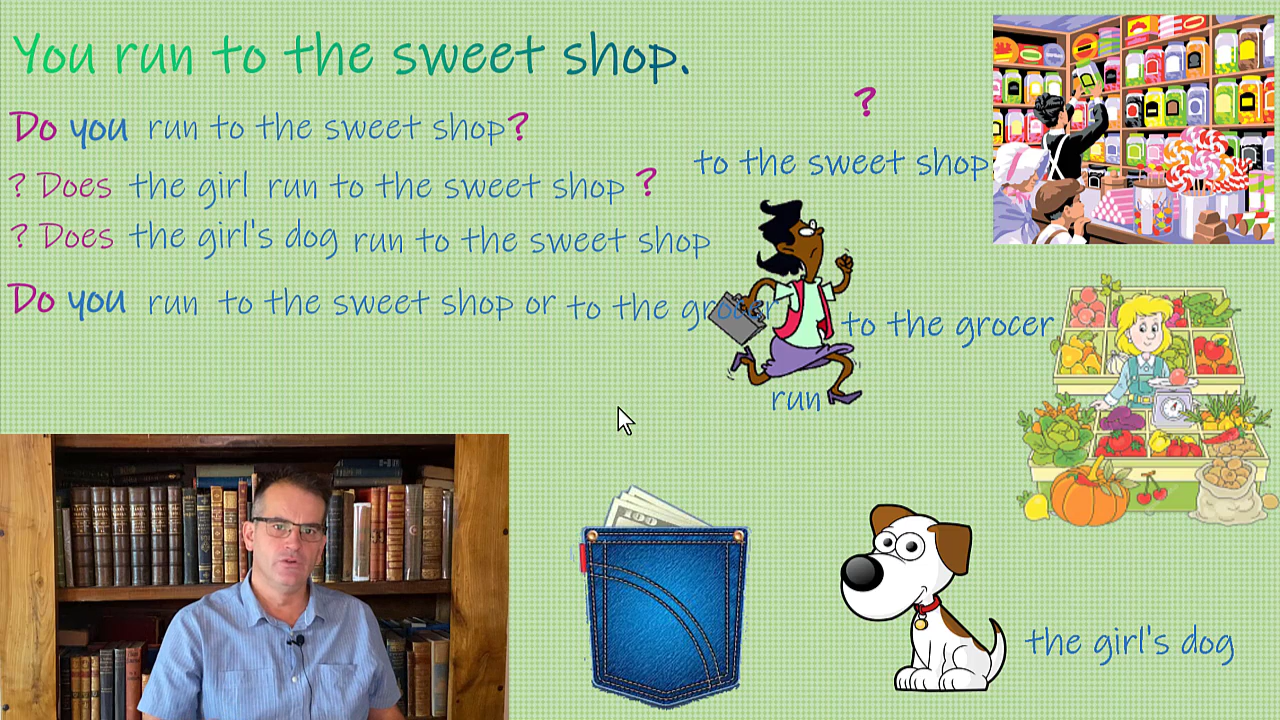 You run to the sweet shop.
Do you run to the sweet shop?
? Does the girl run to the sweet shop ?
? Does the girl's dog run to the sweet shop
Do you run to the sweet shop or to the grocer
?
to the sweet shop
to the grocer
run
100
the girl's dog